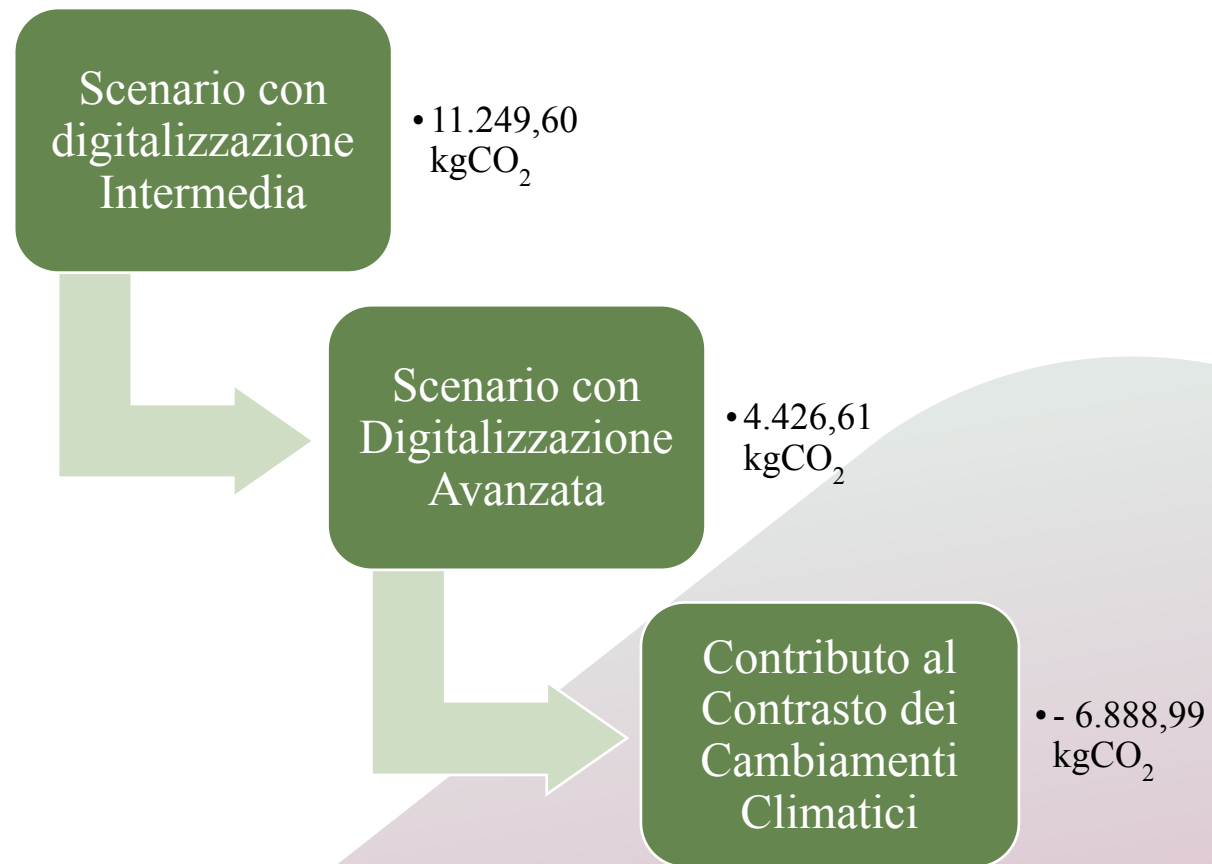 Scenario con
digitalizzazione
Intermedia
• 11.249,60
kgCO₂
Scenario con
Digitalizzazione
Avanzata
• 4.426,61
kgCO₂
Contributo al
Contrasto dei
Cambiamenti
Climatici
• - 6.888,99
kgCO₂